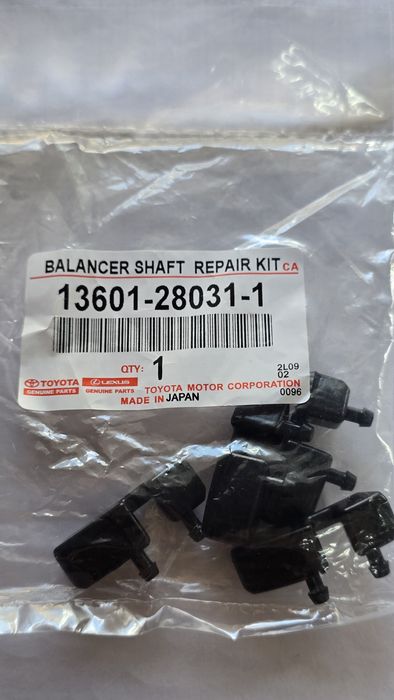 BALANCER SHAFT REPAIR KIT CA
13601-28031-1
QTY: 1
2L09
02
TOYOTA LEXUS TOYOTA MOTOR CORPORATION 0096
GENUINE PARTS GENUINE PARTS
MADE IN JAPAN